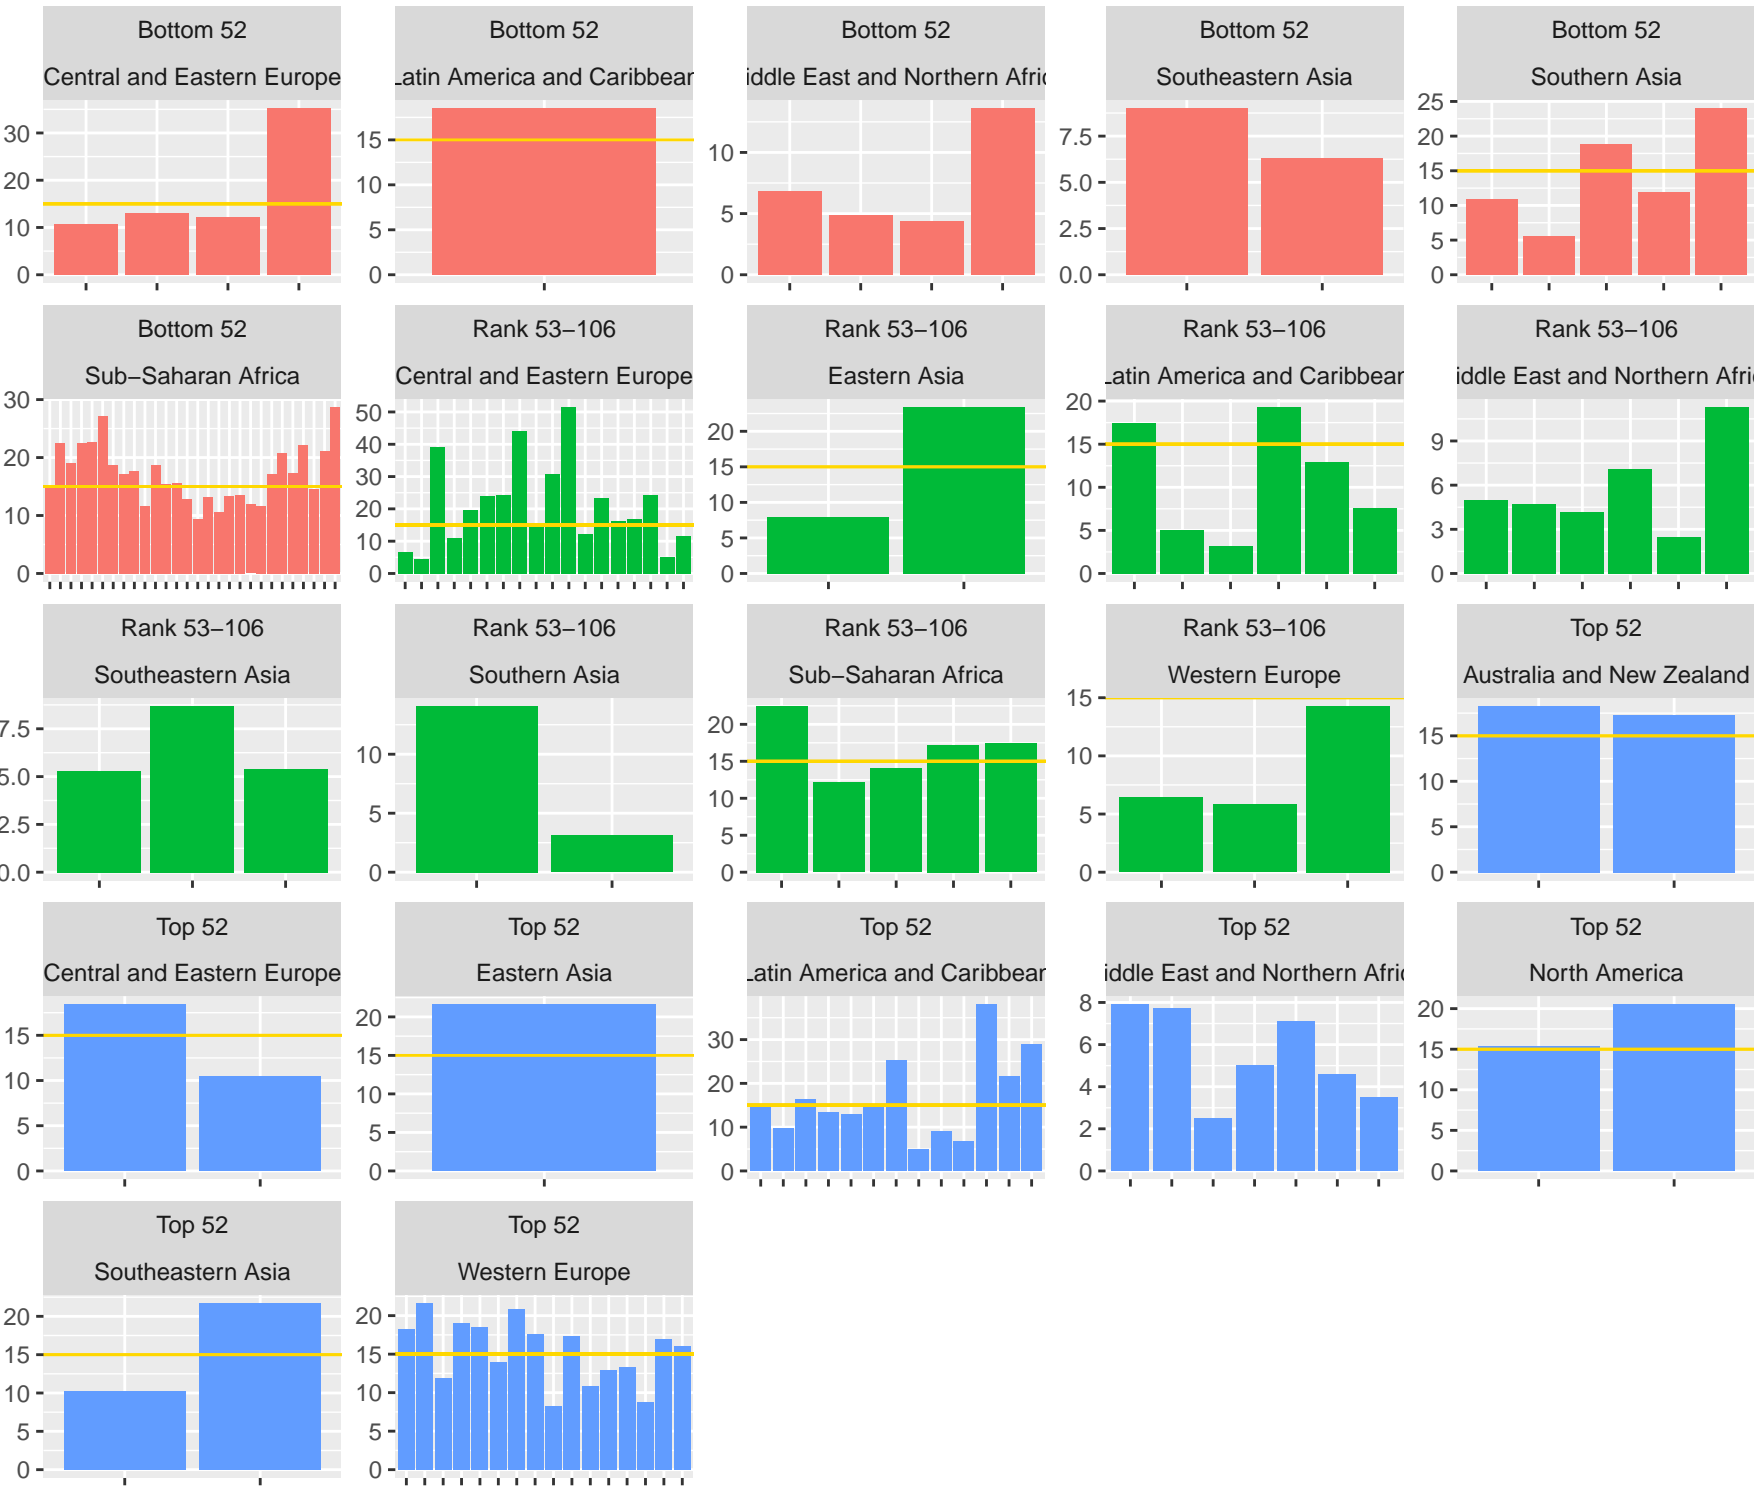 Bottom 52 Bottom 52 Bottom 52 Bottom 52 Bottom 52
Central and Eastern Europe Latin America and Caribbean iddle East and Northern Afric Southeastern Asia Southern Asia
30 20 10 0
15 10 5 0
10 5 0
7.5 5.0 2.5 0.0
25 20 15 10 5 0
Bottom 52 Rank 53–106 Rank 53–106 Rank 53–106 Rank 53–106
Sub–Saharan Africa Central and Eastern Europe Eastern Asia Latin America and Caribbean iddle East and Northern Afric
30 20 10 0
50 40 30 20 10 0
20 15 10 5 0
20 15 10 5 0
9 6 3 0
Rank 53–106 Rank 53–106 Rank 53–106 Rank 53–106 Top 52
Southeastern Asia Southern Asia Sub–Saharan Africa Western Europe Australia and New Zealand
7.5 5.0 2.5 0.0
10 5 0
20 15 10 5 0
15 10 5 0
15 10 5 0
Top 52 Top 52 Top 52 Top 52 Top 52
Central and Eastern Europe Eastern Asia Latin America and Caribbean iddle East and Northern Afric North America
15 10 5 0
20 15 10 5 0
30 20 10 0
8 6 4 2 0
20 15 10 5 0
Top 52 Top 52
Southeastern Asia Western Europe
20 15 10 5 0
20 15 10 5 0